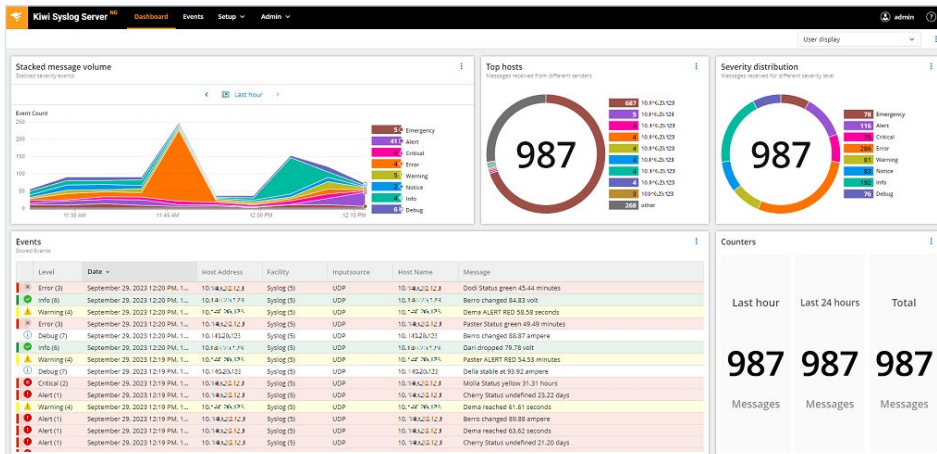 Kiwi Syslog Server NG Dashboard Events Setup Admin admin
User display
Stacked message volume
Stacked severity events
Last hour
Event Count
250
200
150
100
50
0
11:30 AM 11:45 AM 12:00 PM 12:15 PM
5 Emergency
41 Alert
Critical
4 Error
5 Warning
2 Notice
4 Info
6 Debug
Top hosts
Messages received from different senders
987
687
5
4
4
4
4
4
3
268 other
Severity distribution
Messages received for different severity level
987
78 Emergency
116 Alert
Critical
286 Error
81 Warning
83 Notice
192 Info
76 Debug
Events
Stored Events
Level Date Host Address Facility Inputsource Host Name Message
Error (3) September 29, 2023 12:20 PM, 1... Syslog (5) UDP Dodi Status green 45.44 minutes
Info (6) September 29, 2023 12:20 PM, 1... Syslog (5) UDP Berro changed 84.83 volt
Warning (4) September 29, 2023 12:20 PM, 1... Syslog (5) UDP Dema ALERT RED 58.58 seconds
Error (3) September 29, 2023 12:20 PM, 1... Syslog (5) UDP Paster Status green 49.49 minutes
Debug (7) September 29, 2023 12:20 PM, 1... Syslog (5) UDP Berro changed 88.87 ampere
Info (6) September 29, 2023 12:20 PM, 1... Syslog (5) UDP Dari dropped 79.78 volt
Warning (4) September 29, 2023 12:19 PM, 1... Syslog (5) UDP Paster ALERT RED 54.53 minutes
Debug (7) September 29, 2023 12:19 PM, 1... Syslog (5) UDP Della stable at 93.92 ampere
Critical (2) September 29, 2023 12:19 PM, 1... Syslog (5) UDP Molla Status yellow 31.31 hours
Alert (1) September 29, 2023 12:19 PM, 1... Syslog (5) UDP Cherry Status undefined 23.22 days
Warning (4) September 29, 2023 12:19 PM, 1... Syslog (5) UDP Dema reached 61.61 seconds
Alert (1) September 29, 2023 12:19 PM, 1... Syslog (5) UDP Berro changed 89.88 ampere
Alert (1) September 29, 2023 12:19 PM, 1... Syslog (5) UDP Dema reached 63.62 seconds
Alert (1) September 29, 2023 12:19 PM, 1... Syslog (5) UDP Cherry Status undefined 21.20 days
Counters
Last hour Last 24 hours Total
987 987 987
Messages Messages Messages